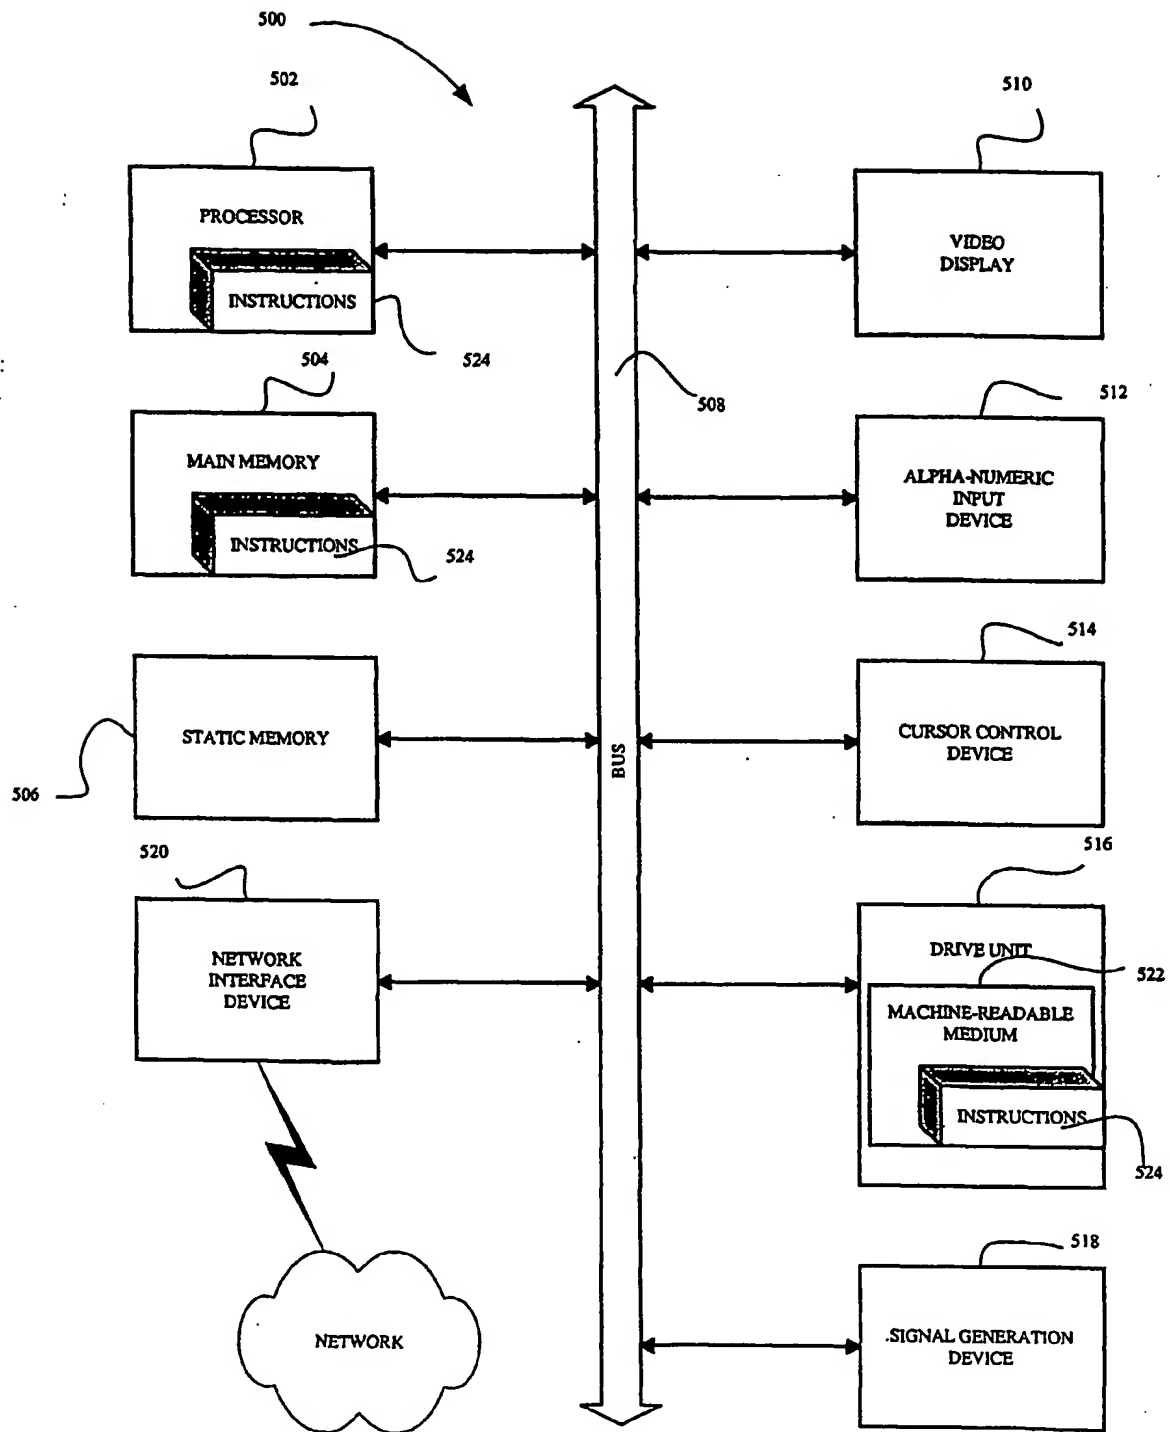 500
502
510
PROCESSOR
INSTRUCTIONS
524
VIDEO
DISPLAY
504
508
512
MAIN MEMORY
INSTRUCTIONS
524
ALPHA-NUMERIC
INPUT
DEVICE
514
STATIC MEMORY
506
BUS
CURSOR CONTROL
DEVICE
520
516
NETWORK
INTERFACE
DEVICE
DRIVE UNIT
522
MACHINE-READABLE
MEDIUM
INSTRUCTIONS
524
518
NETWORK
SIGNAL GENERATION
DEVICE